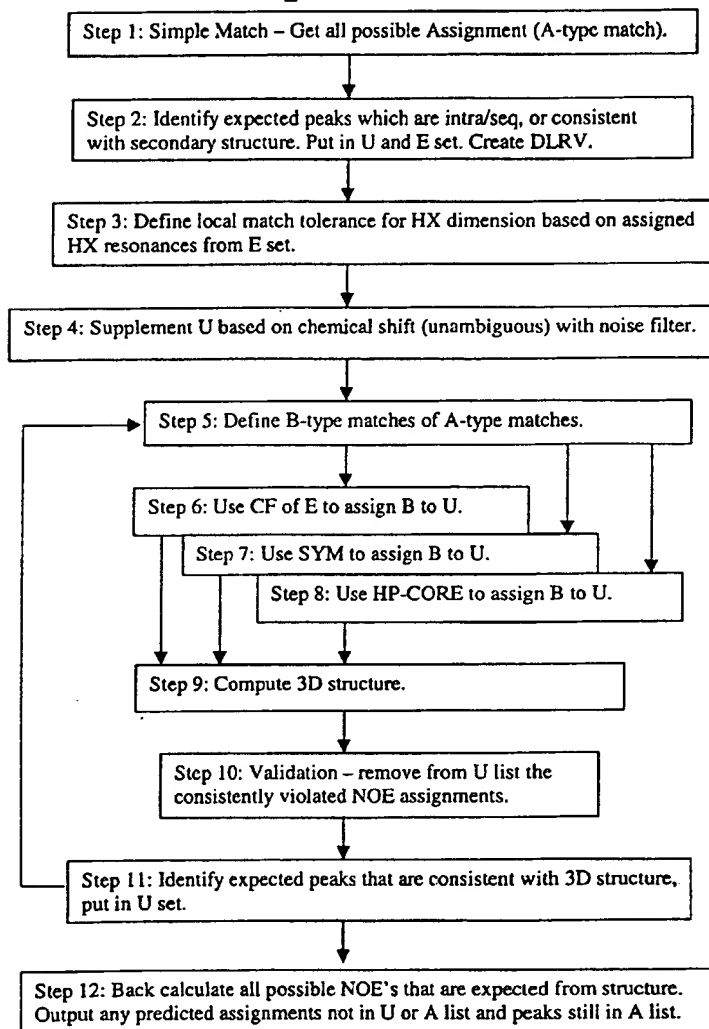 Step 1: Simple Match – Get all possible Assignment (A-type match).
Step 2: Identify expected peaks which are intra/seq, or consistent
with secondary structure. Put in U and E set. Create DLRV.
Step 3: Define local match tolerance for HX dimension based on assigned
HX resonances from E set.
Step 4: Supplement U based on chemical shift (unambiguous) with noise filter.
Step 5: Define B-type matches of A-type matches.
Step 6: Use CF of E to assign B to U.
Step 7: Use SYM to assign B to U.
Step 8: Use HP-CORE to assign B to U.
Step 9: Compute 3D structure.
Step 10: Validation – remove from U list the
consistently violated NOE assignments.
Step 11: Identify expected peaks that are consistent with 3D structure,
put in U set.
Step 12: Back calculate all possible NOE's that are expected from structure.
Output any predicted assignments not in U or A list and peaks still in A list.